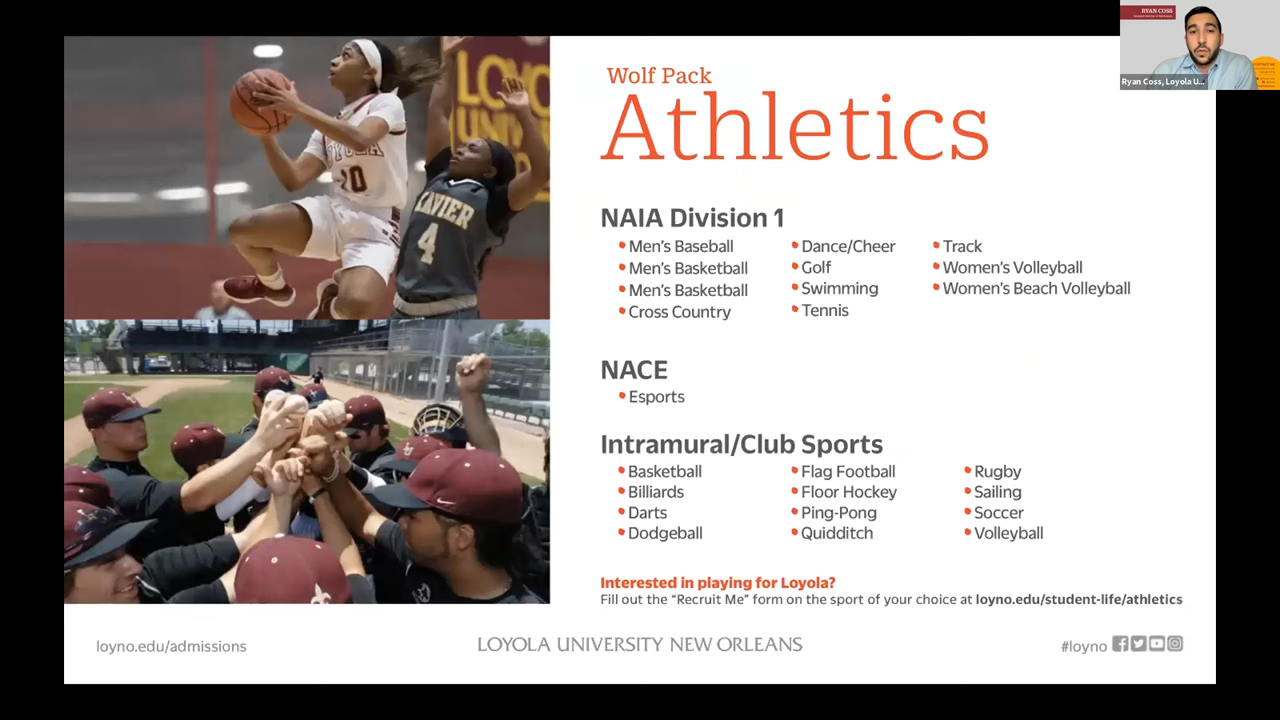 RYAN COSS
Ryan Coss, Loyola U...
Wolf Pack
Athletics
NAIA Division 1
Men's Baseball
Men's Basketball
Men's Basketball
Cross Country
Dance/Cheer
Golf
Swimming
Tennis
Track
Women's Volleyball
Women's Beach Volleyball
NACE
Esports
Intramural/Club Sports
Basketball
Billiards
Darts
Dodgeball
Flag Football
Floor Hockey
Ping-Pong
Quidditch
Rugby
Sailing
Soccer
Volleyball
Interested in playing for Loyola?
Fill out the "Recruit Me" form on the sport of your choice at loyno.edu/student-life/athletics
loyno.edu/admissions
LOYOLA UNIVERSITY NEW ORLEANS
#loyno
10
XAVIER
4